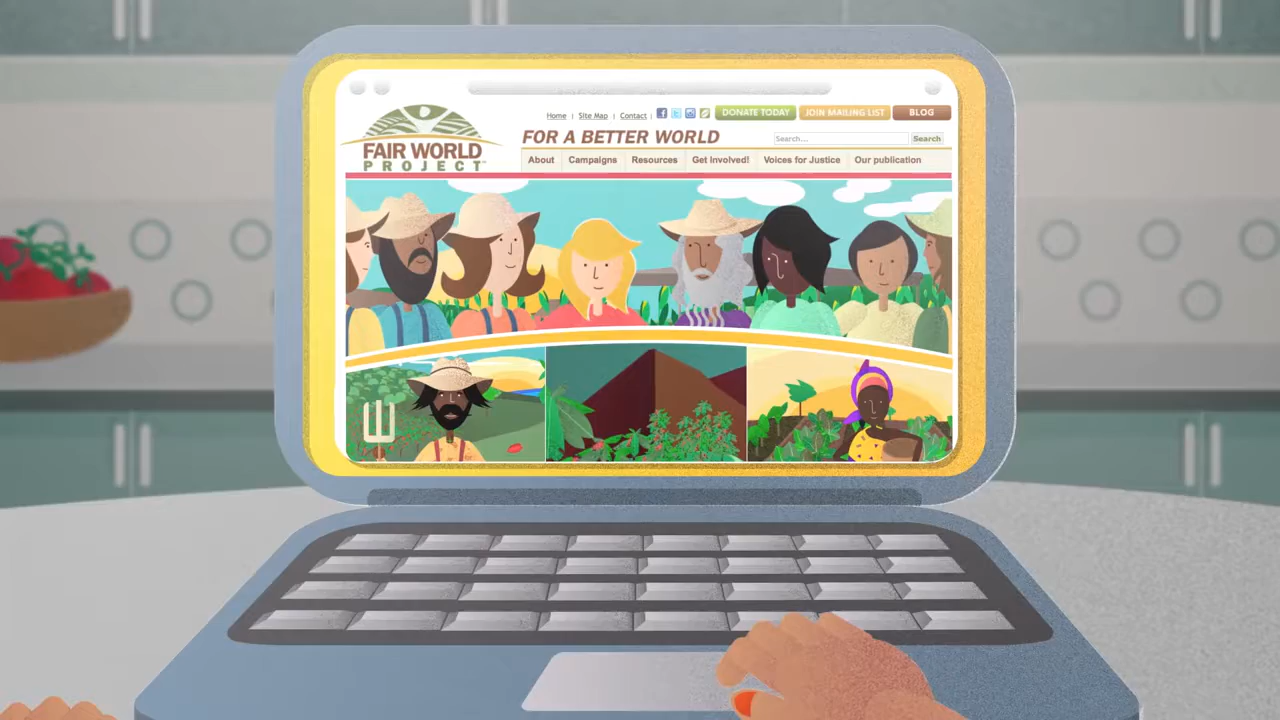 Home | Site Map | Contact |
DONATE TODAY
JOIN MAILING LIST
BLOG
FAIR WORLD
PROJECT
FOR A BETTER WORLD
Search...
Search
About
Campaigns
Resources
Get Involved!
Voices for Justice
Our publication